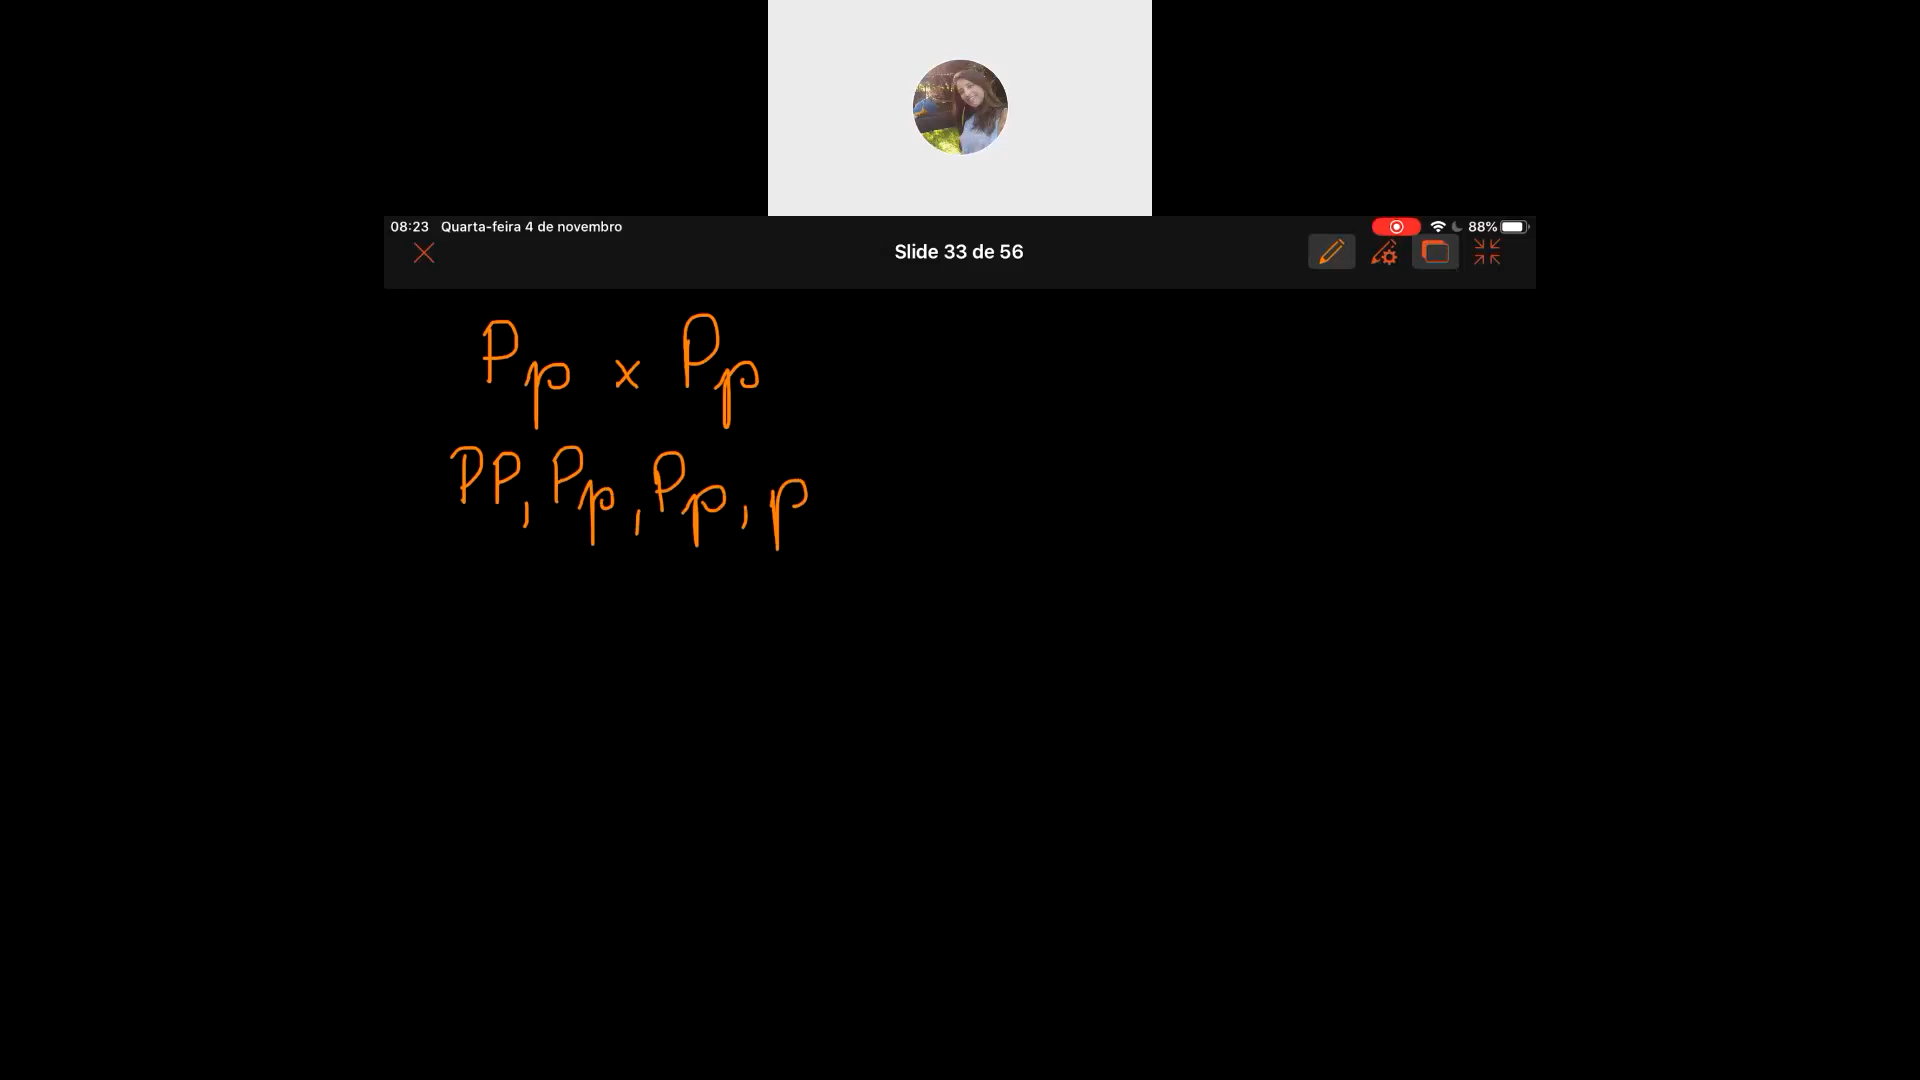 08:23 Quarta-feira 4 de novembro 88%
Slide 33 de 56
Pp x Pp
PP, Pp, Pp, p